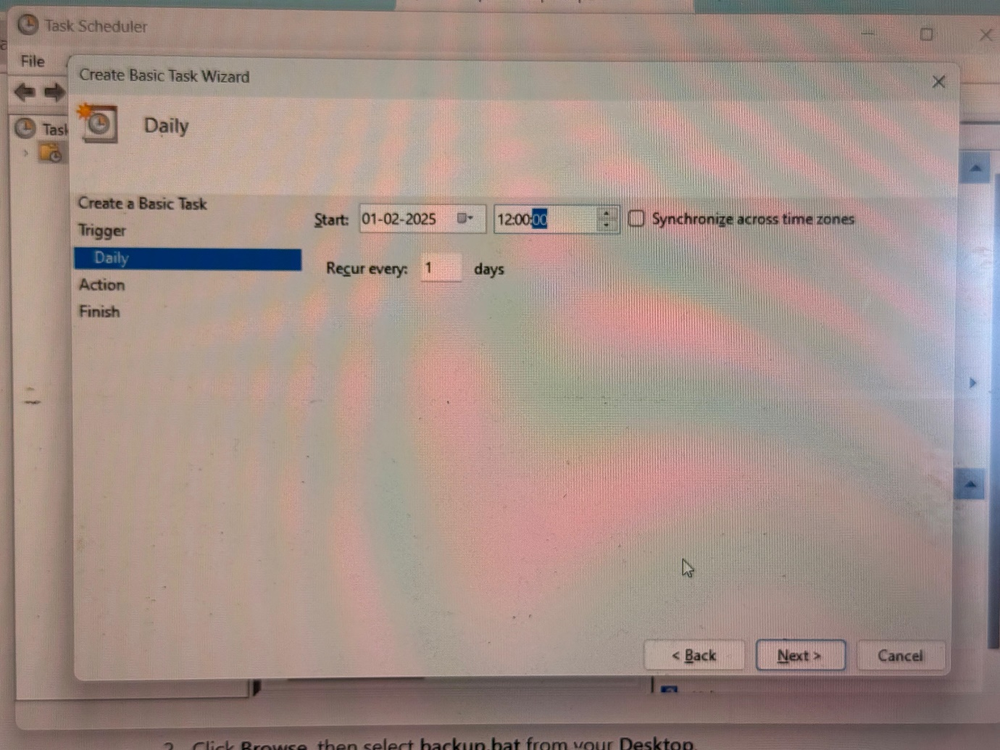 Task Scheduler
File
Create Basic Task Wizard
Daily
Create a Basic Task
Trigger
Daily
Action
Finish
Start: 01-02-2025 12:00:00 Synchronize across time zones
Recur every: 1 days
< Back Next > Cancel
2. Click Browse, then select backup.bat from your Desktop.